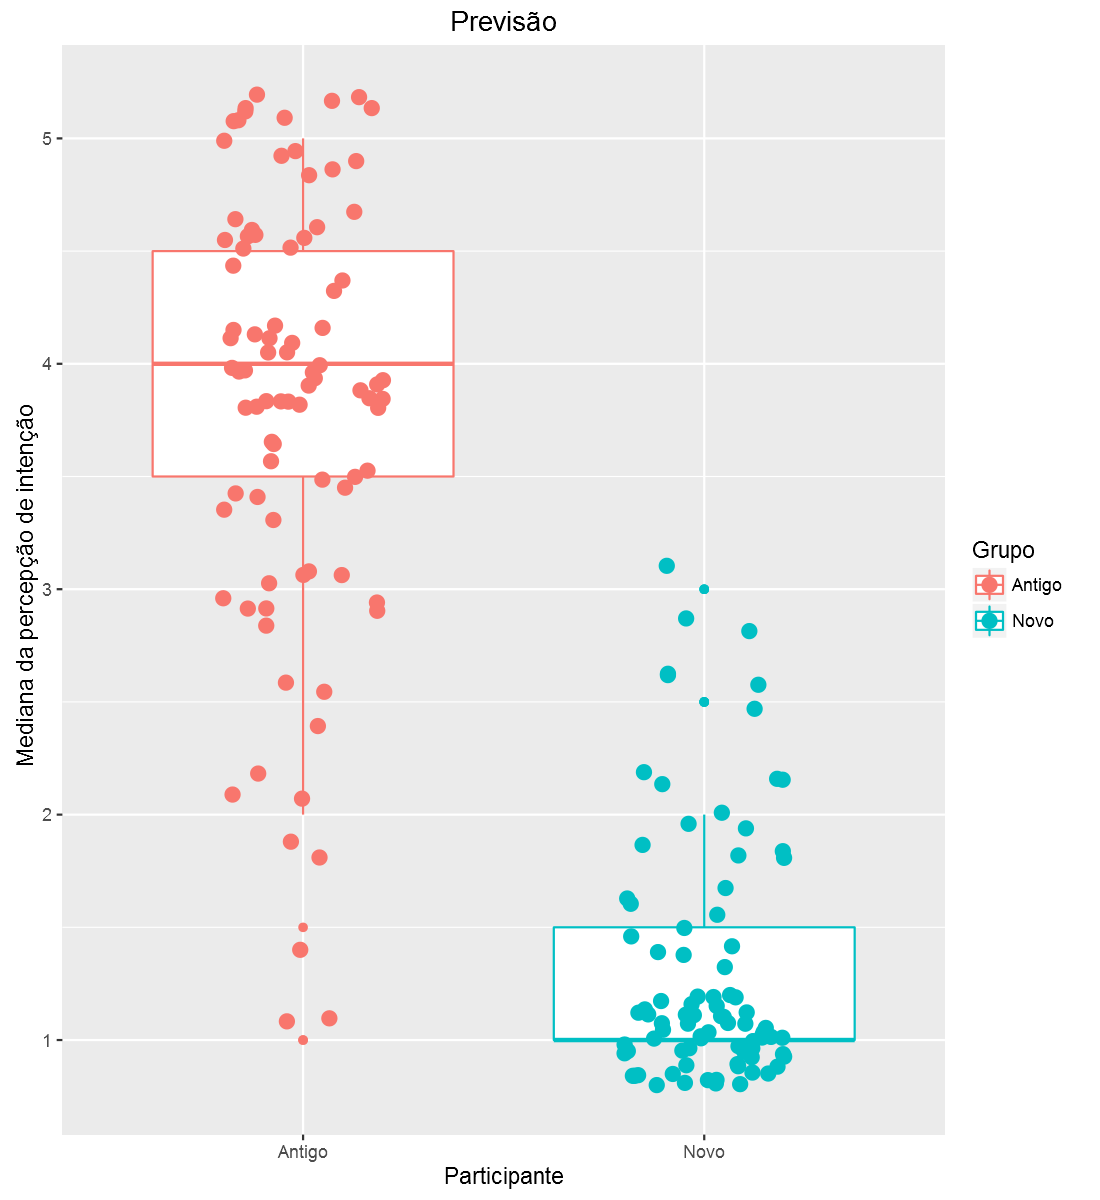 Previsão
Mediana da percepção de intenção
5
4
3
2
1
Antigo
Novo
Participante
Grupo
Antigo
Novo